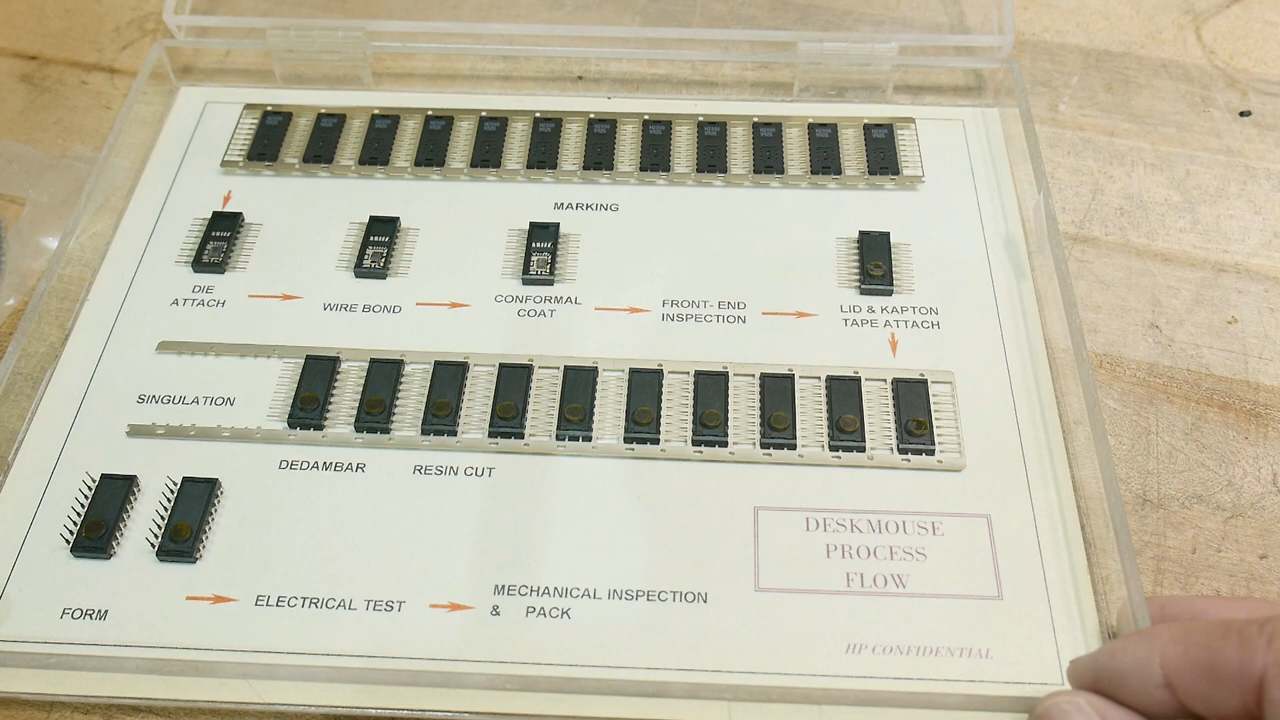 MARKING
DIE
ATTACH
WIRE BOND
CONFORMAL
COAT
FRONT- END
INSPECTION
LID & KAPTON
TAPE ATTACH
SINGULATION
DEDAMBAR
RESIN CUT
DESKMOUSE
PROCESS
FLOW
FORM
ELECTRICAL TEST
MECHANICAL INSPECTION
& PACK
HP CONFIDENTIAL